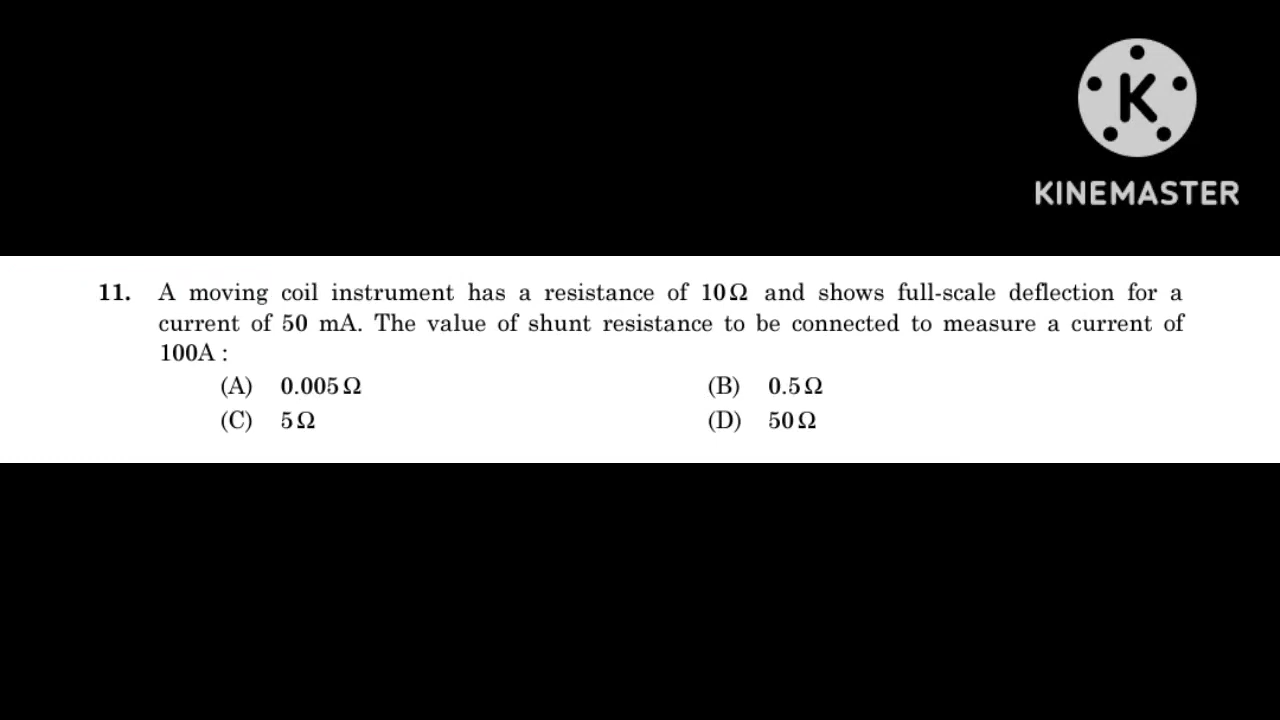 K
KINEMASTER
11. A moving coil instrument has a resistance of 10Ω and shows full-scale deflection for a
current of 50 mA. The value of shunt resistance to be connected to measure a current of
100A :
(A) 0.005Ω (B) 0.5Ω
(C) 5Ω (D) 50Ω